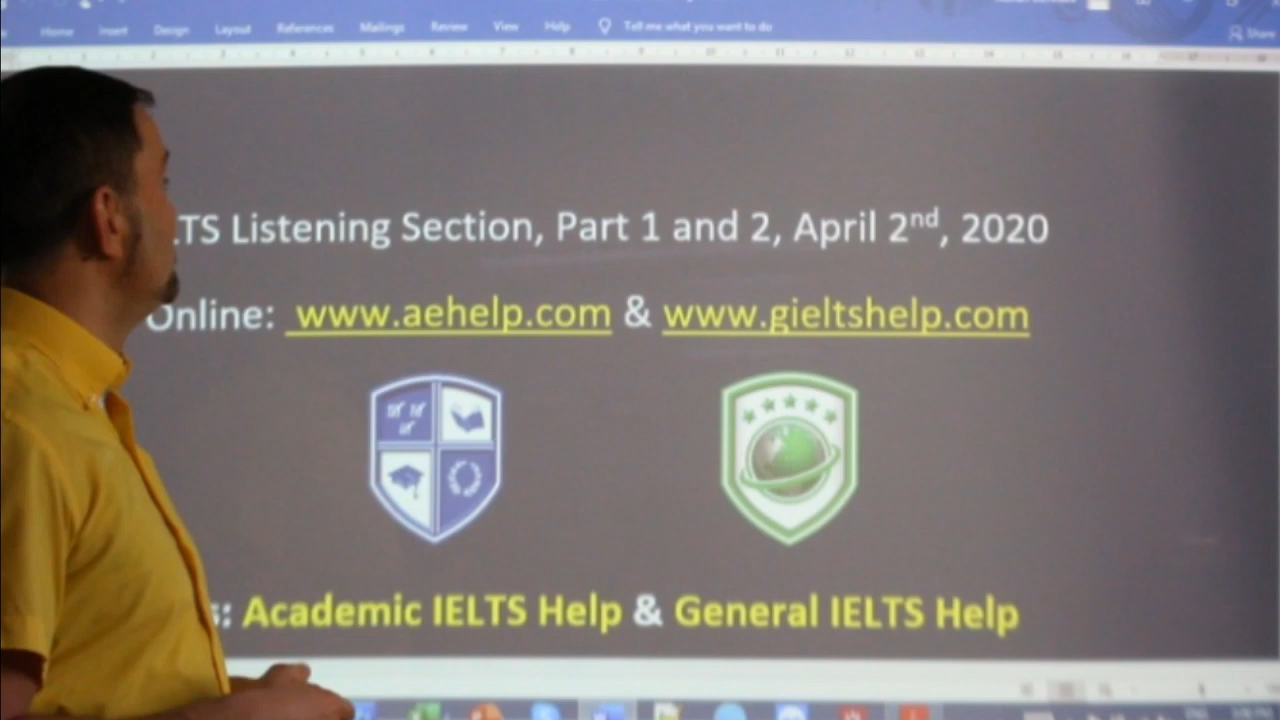 Home Insert Design Layout References Mailings Review View Help Tell me what you want to do
Share
LTS Listening Section, Part 1 and 2, April 2nd, 2020
Online: www.aehelp.com & www.gieltshelp.com
s: Academic IELTS Help & General IELTS Help